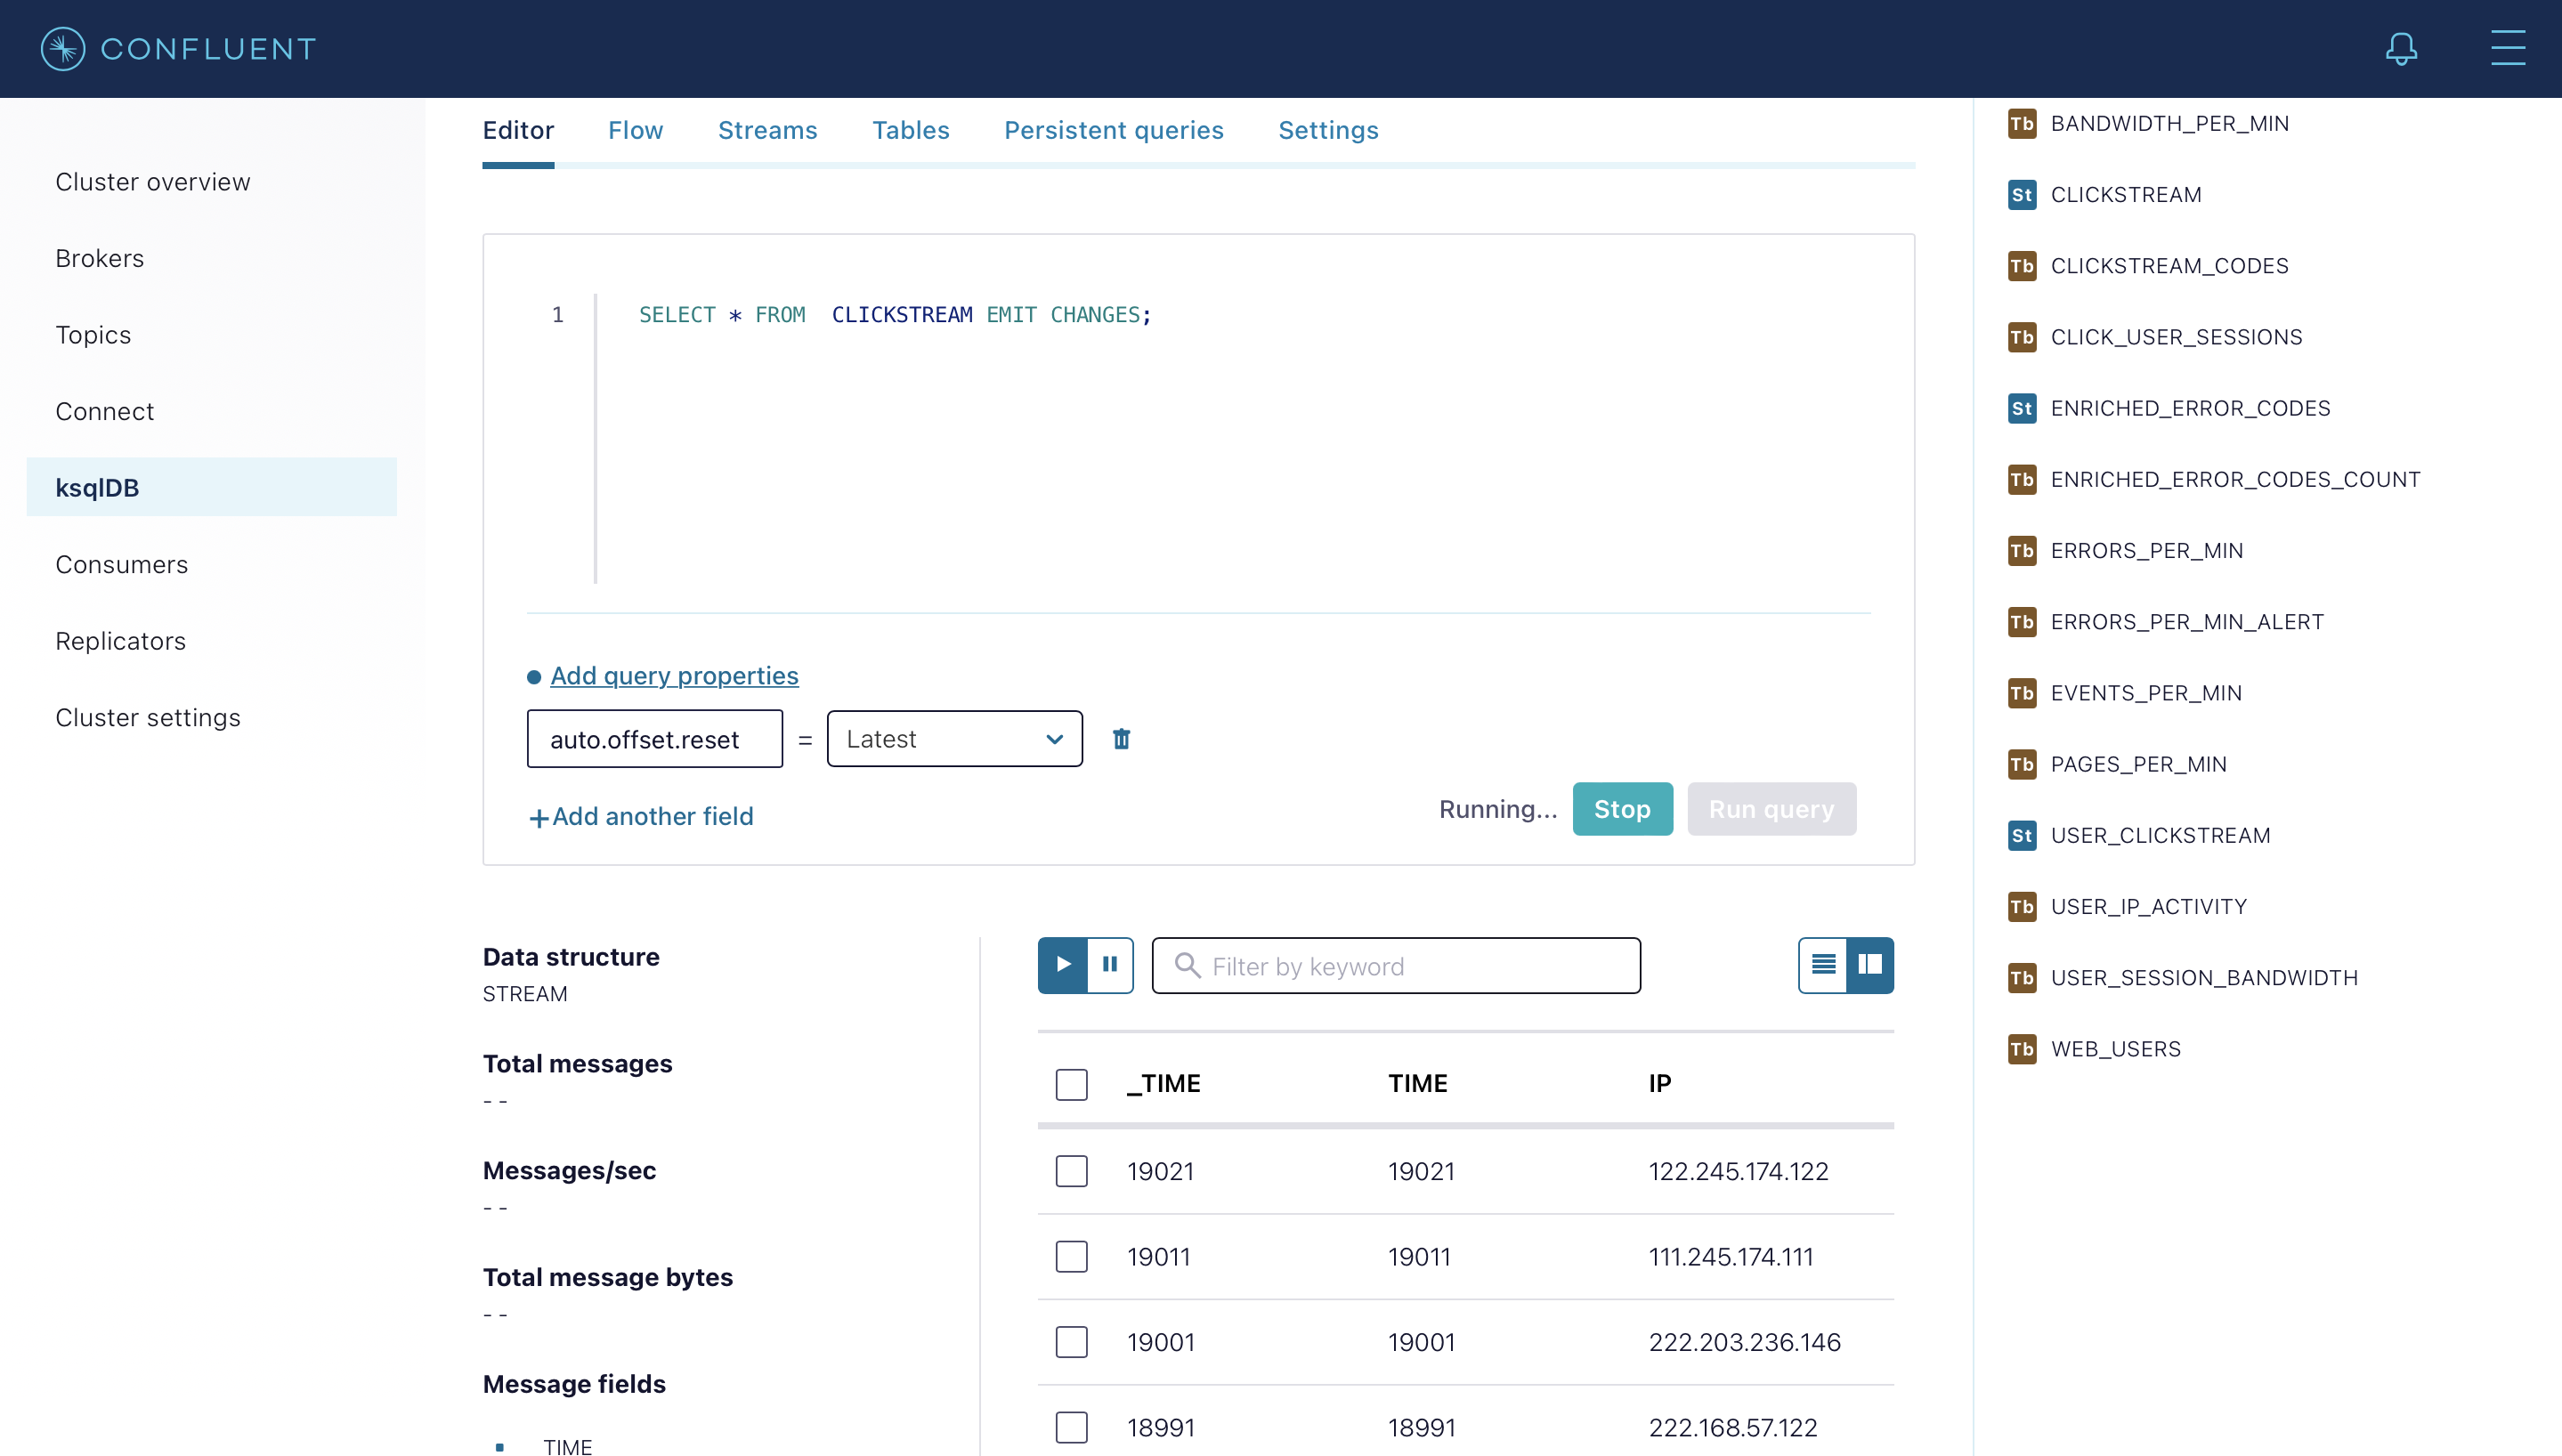 CONFLUENT
Cluster overview
Brokers
Topics
Connect
ksqlDB
Consumers
Replicators
Cluster settings
Editor Flow Streams Tables Persistent queries Settings
1 SELECT * FROM  CLICKSTREAM EMIT CHANGES;
Add query properties
auto.offset.reset = Latest
+Add another field
Running... Stop Run query
Data structure
STREAM
Total messages
- -
Messages/sec
- -
Total message bytes
- -
Message fields
TIME
Filter by keyword
_TIME TIME IP
19021 19021 122.245.174.122
19011 19011 111.245.174.111
19001 19001 222.203.236.146
18991 18991 222.168.57.122
Tb BANDWIDTH_PER_MIN
St CLICKSTREAM
Tb CLICKSTREAM_CODES
Tb CLICK_USER_SESSIONS
St ENRICHED_ERROR_CODES
Tb ENRICHED_ERROR_CODES_COUNT
Tb ERRORS_PER_MIN
Tb ERRORS_PER_MIN_ALERT
Tb EVENTS_PER_MIN
Tb PAGES_PER_MIN
St USER_CLICKSTREAM
Tb USER_IP_ACTIVITY
Tb USER_SESSION_BANDWIDTH
Tb WEB_USERS